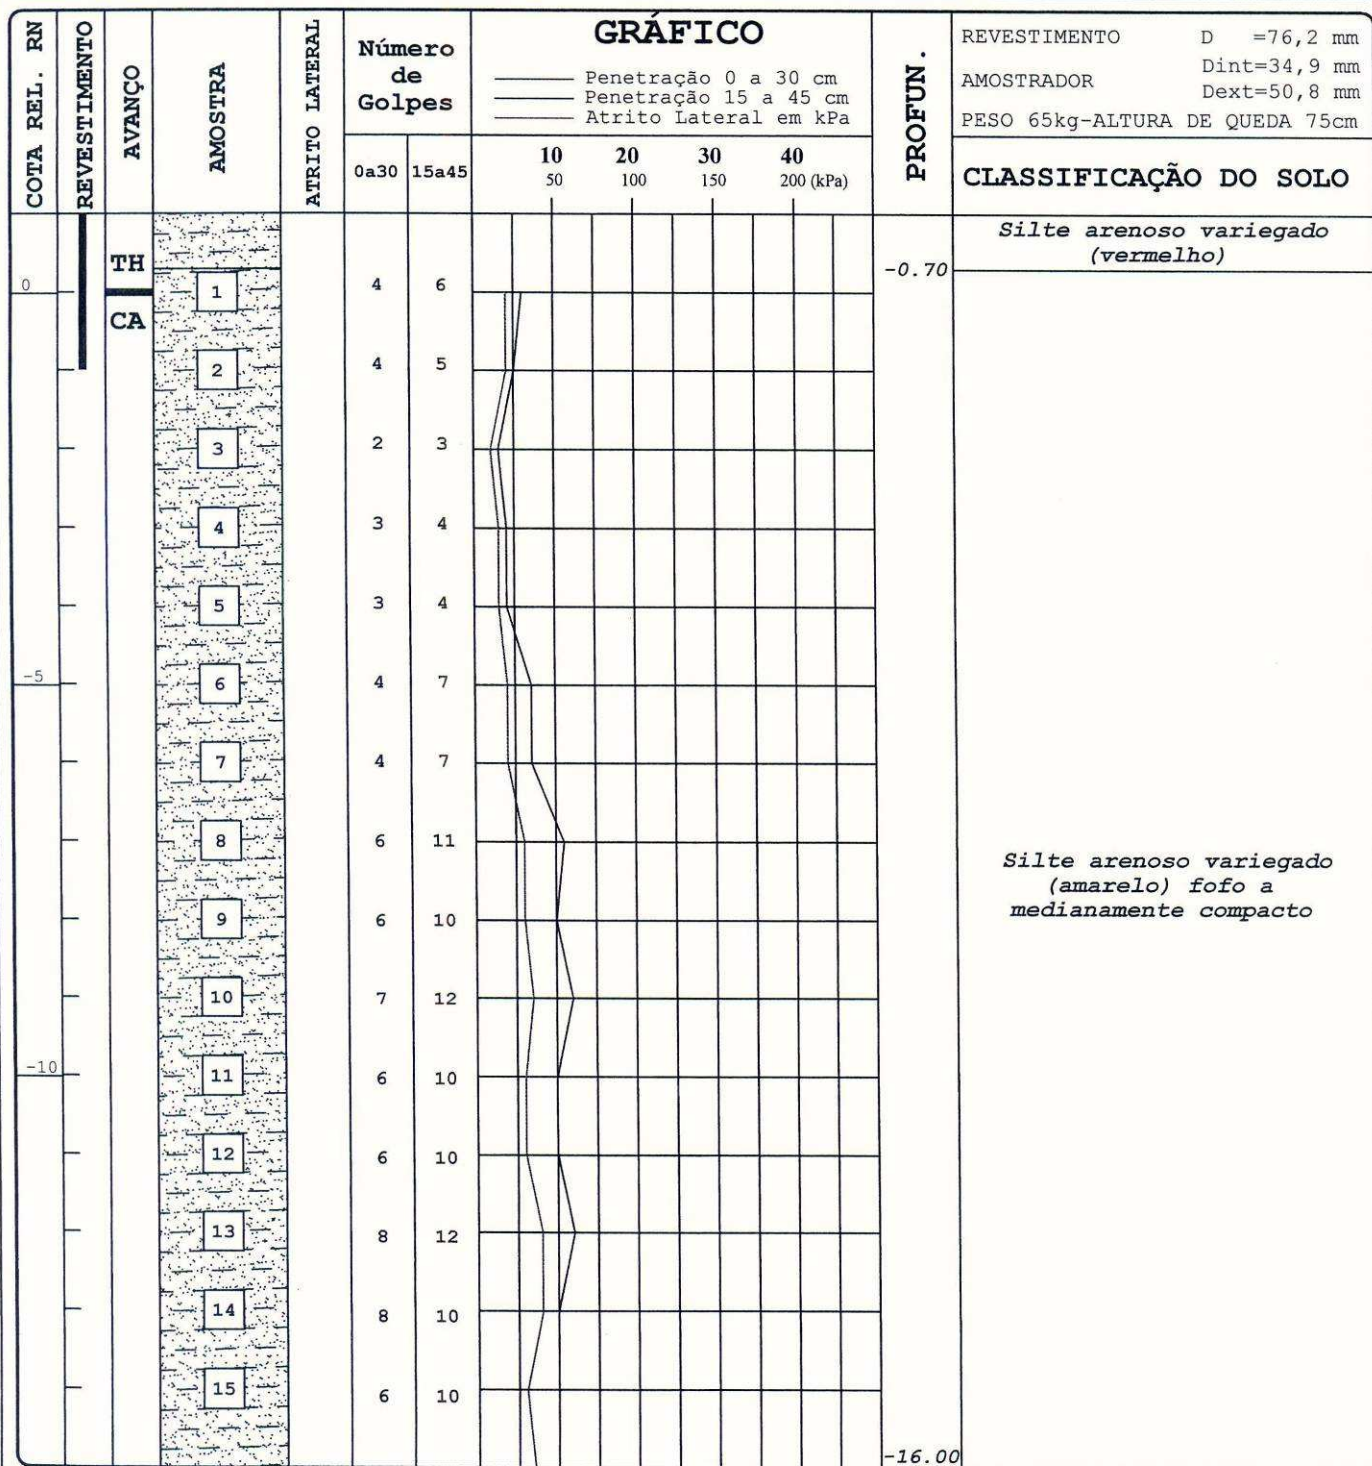 COTA REL. RN
REVESTIMENTO
AVANÇO
AMOSTRA
ATRITO LATERAL
Número
de
Golpes
0a30 15a45
GRÁFICO
Penetração 0 a 30 cm
Penetração 15 a 45 cm
Atrito Lateral em kPa
10 20 30 40
50 100 150 200 (kPa)
PROFUN.
REVESTIMENTO D =76,2 mm
Dint=34,9 mm
AMOSTRADOR
Dext=50,8 mm
PESO 65kg-ALTURA DE QUEDA 75cm
CLASSIFICAÇÃO DO SOLO
Silte arenoso variegado
(vermelho)
TH
-0.70
0 1 4 6
CA
2 4 5
3 2 3
4 3 4
5 3 4
-5 6 4 7
7 4 7
8 6 11
Silte arenoso variegado
(amarelo) fofo a
medianamente compacto
9 6 10
10 7 12
-10 11 6 10
12 6 10
13 8 12
14 8 10
15 6 10
-16.00